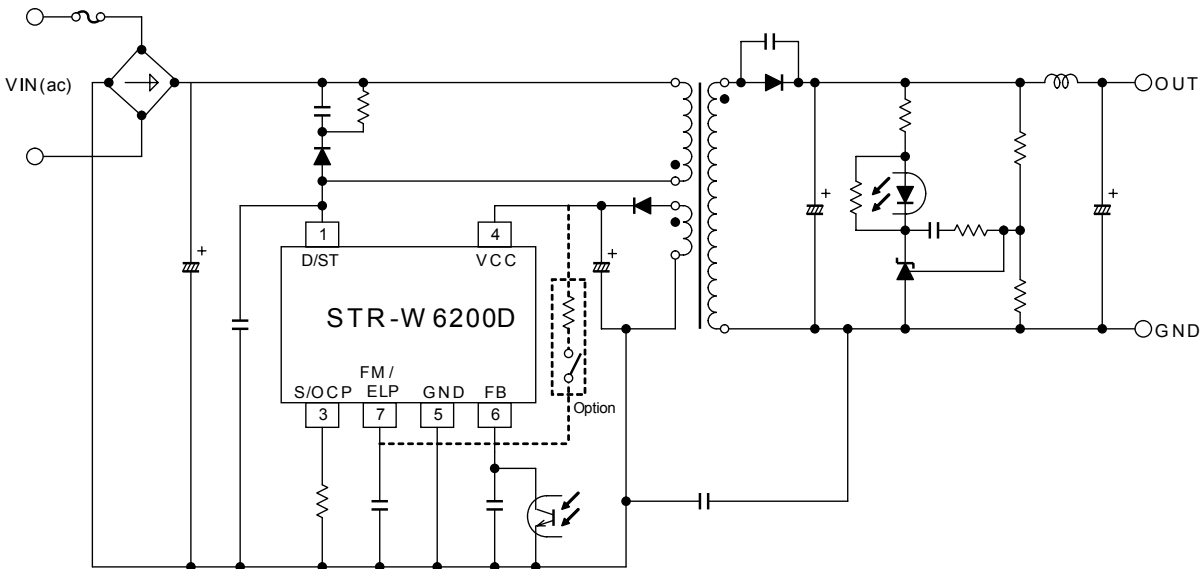 VIN(ac)
+
+
+
+
OUT
GND
1
4
D/ST
VCC
STR-W6200D
S/OCP
FM/
ELP
GND
FB
3
7
5
6
Option